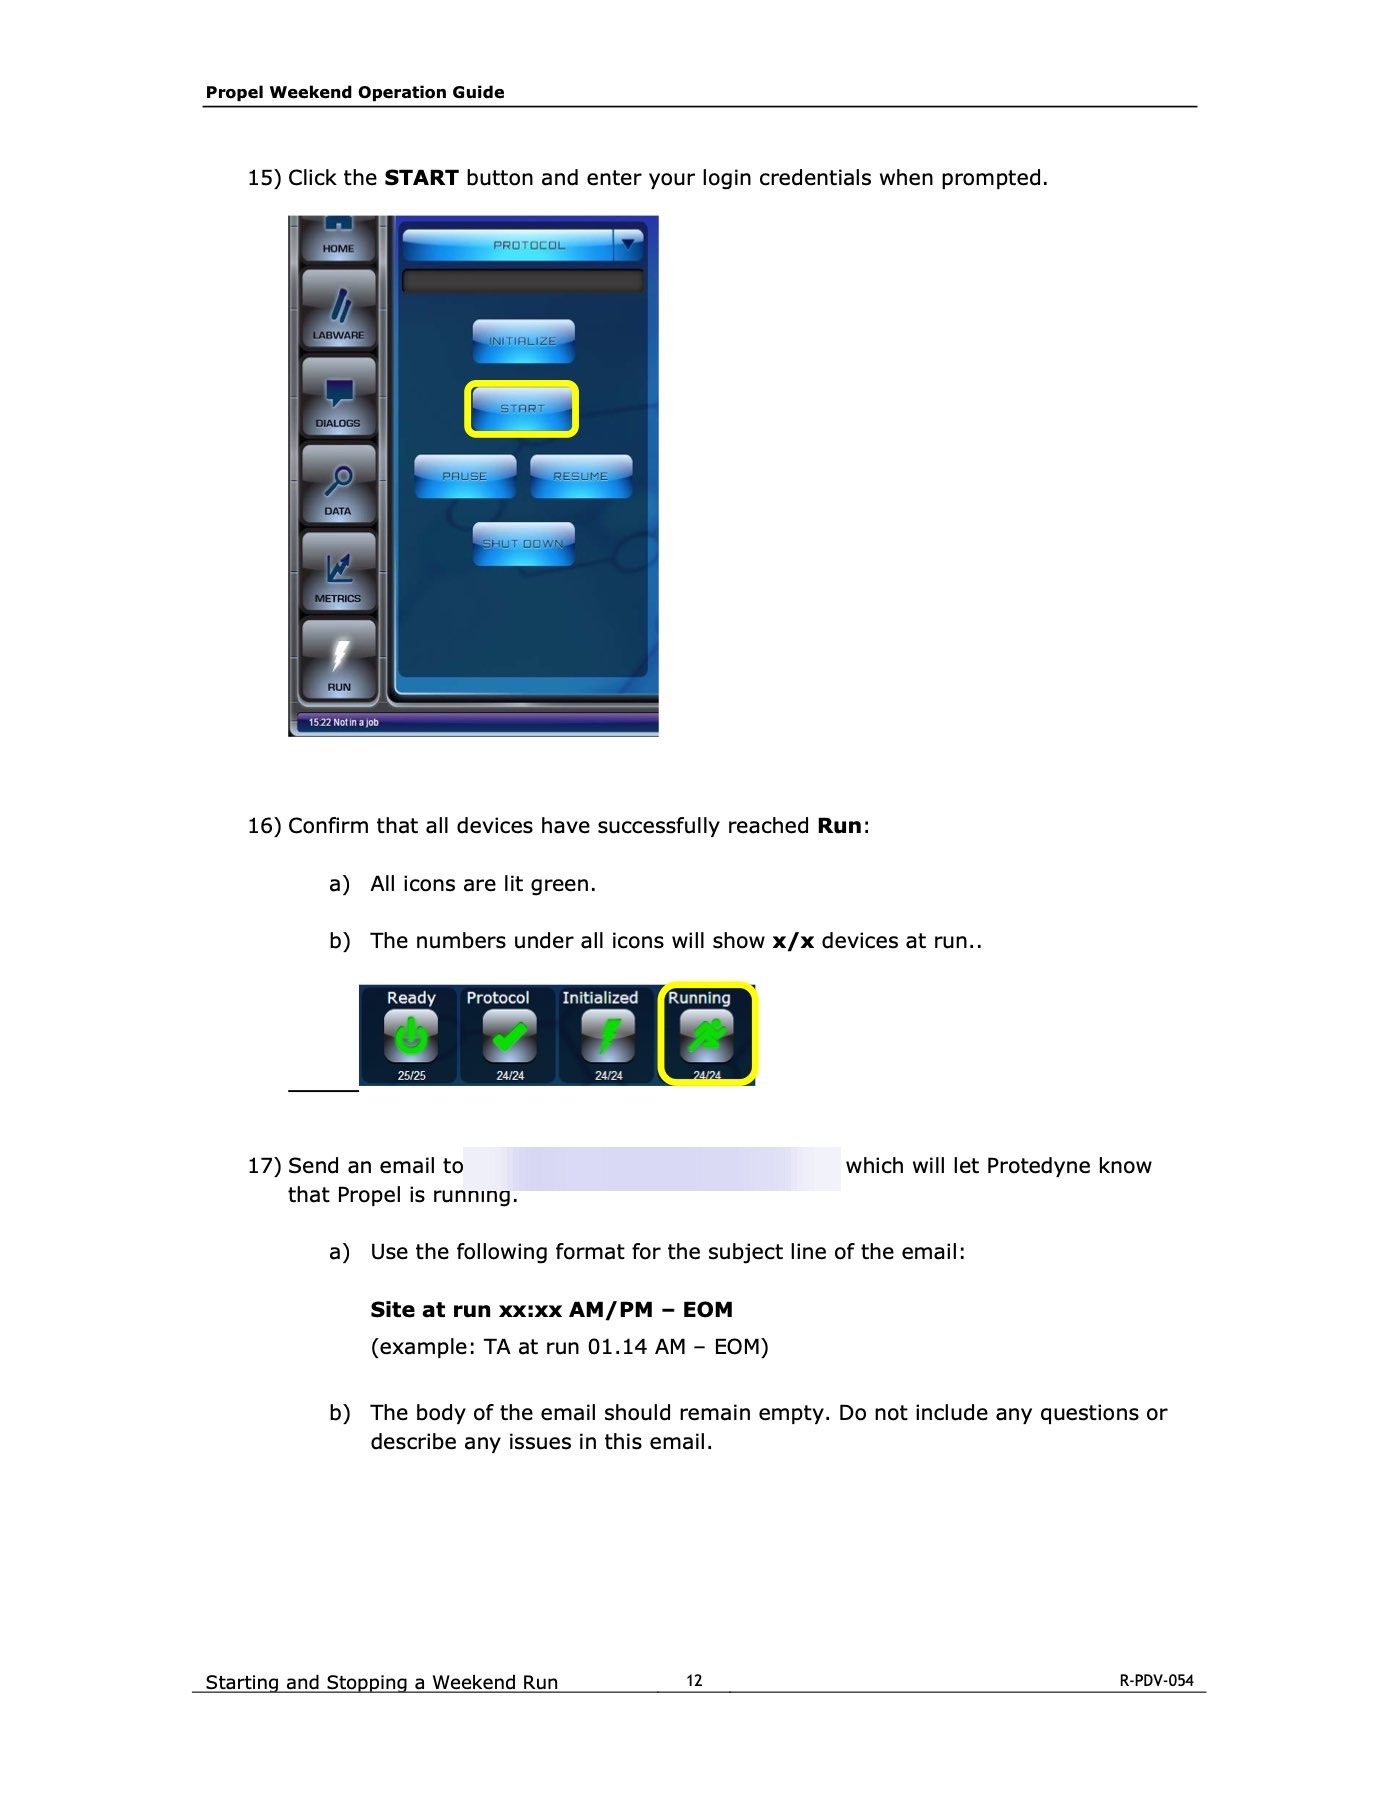 Propel Weekend Operation Guide
15) Click the START button and enter your login credentials when prompted.
HOME
LABWARE
DIALOGS
DATA
METRICS
RUN
PROTOCOL
INITIALIZE
START
PAUSE RESUME
SHUT DOWN
15:22 Not in a job
16) Confirm that all devices have successfully reached Run:
a) All icons are lit green.
b) The numbers under all icons will show x/x devices at run..
Ready Protocol Initialized Running
25/25 24/24 24/24 24/24
17) Send an email to which will let Protedyne know
that Propel is running.
a) Use the following format for the subject line of the email:
Site at run xx:xx AM/PM – EOM
(example: TA at run 01.14 AM – EOM)
b) The body of the email should remain empty. Do not include any questions or
describe any issues in this email.
Starting and Stopping a Weekend Run 12 R-PDV-054